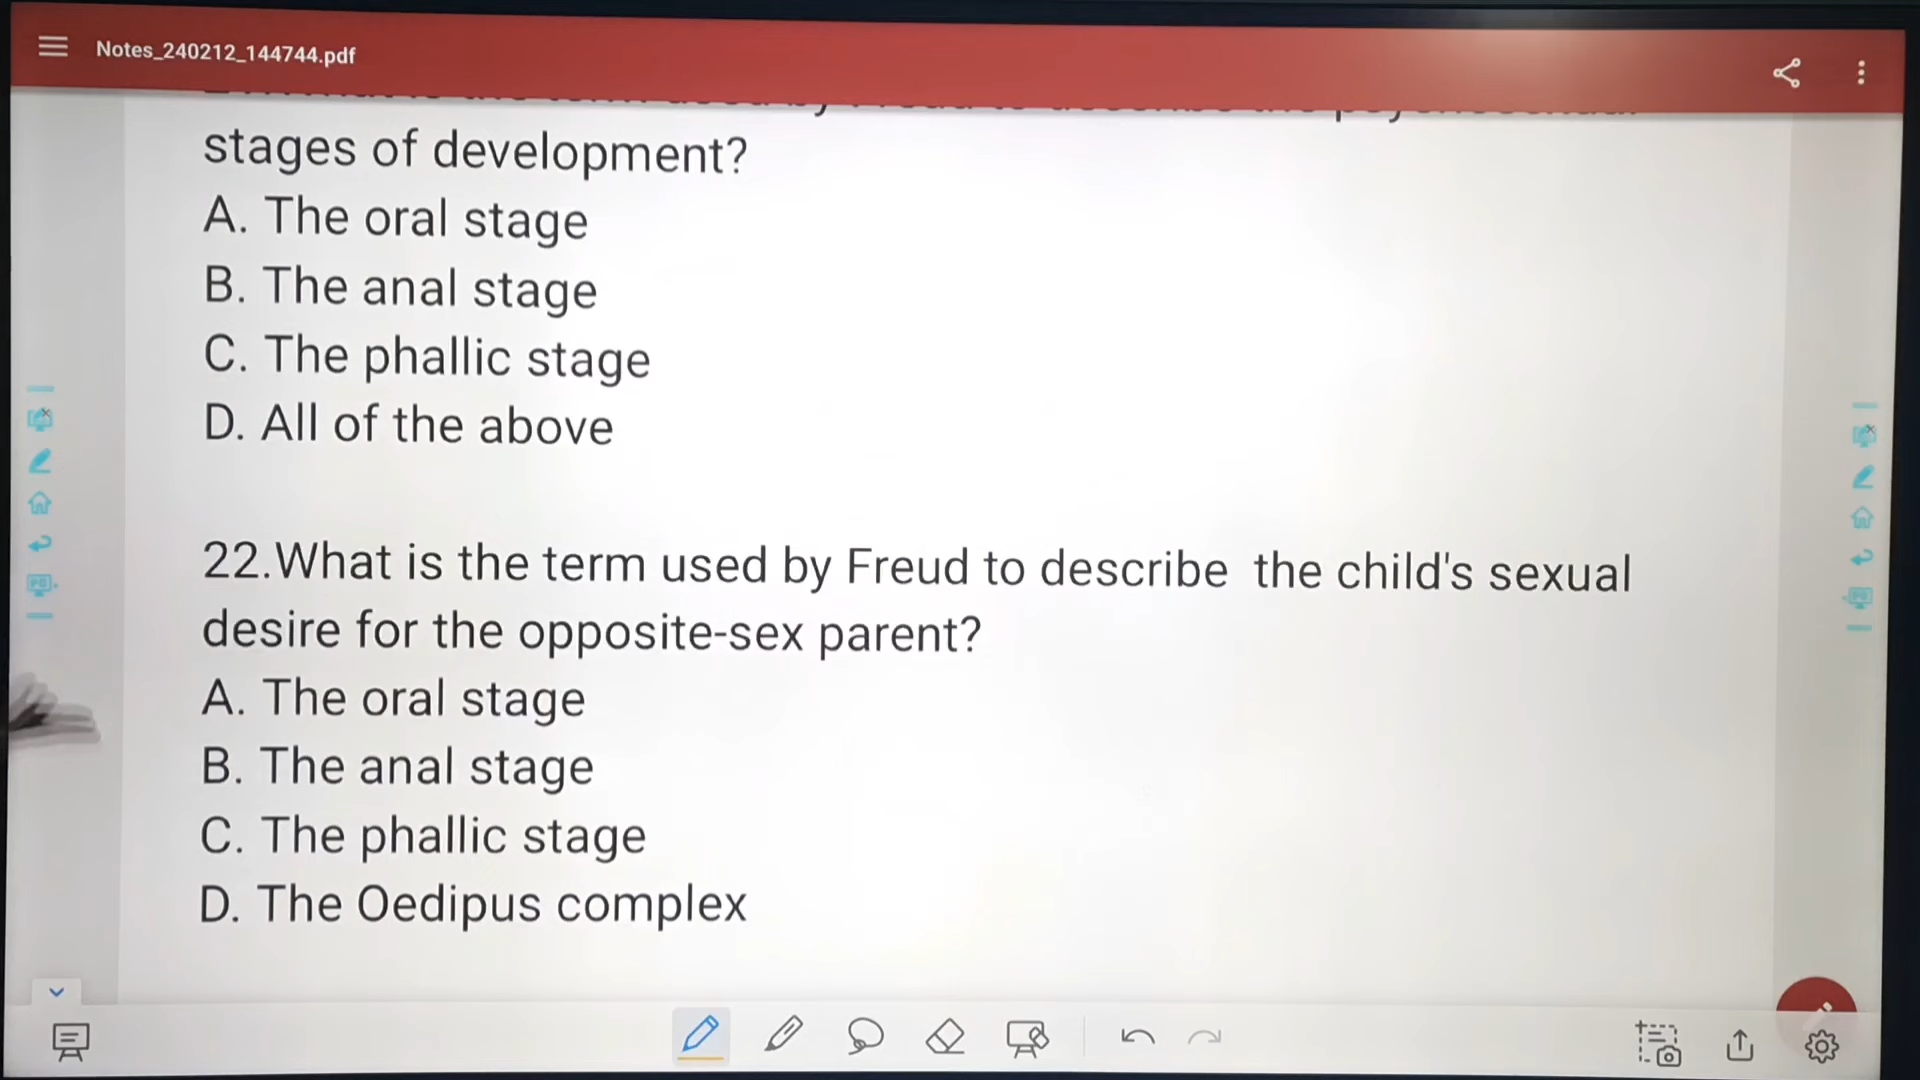 Notes_240212_144744.pdf
stages of development?
A. The oral stage
B. The anal stage
C. The phallic stage
D. All of the above
22.What is the term used by Freud to describe the child's sexual
desire for the opposite-sex parent?
A. The oral stage
B. The anal stage
C. The phallic stage
D. The Oedipus complex